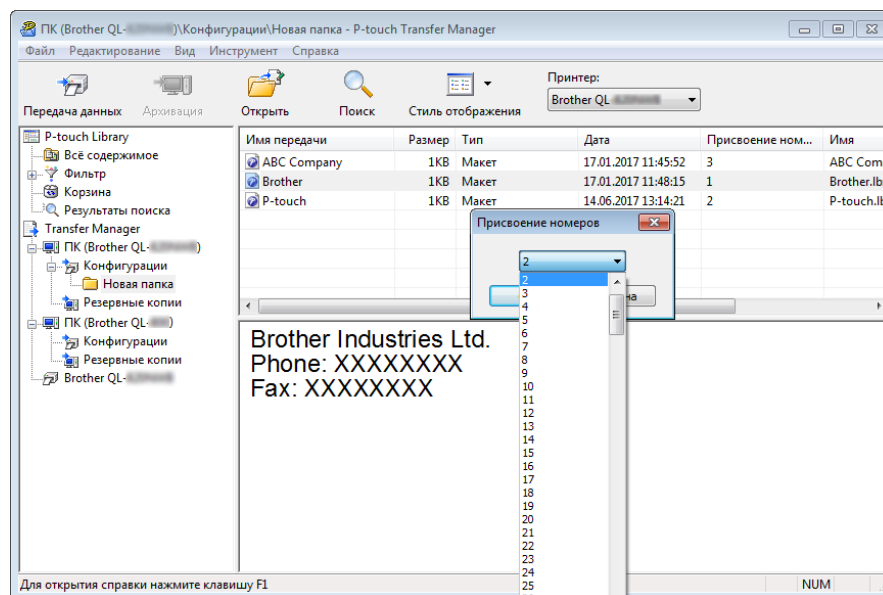 ПК (Brother QL- )\Конфигурации\Новая папка - P-touch Transfer Manager
Файл Редактирование Вид Инструмент Справка
Передача данных Архивация Открыть Поиск Стиль отображения
Принтер:
Brother QL
P-touch Library
Всё содержимое
Фильтр
Корзина
Результаты поиска
Transfer Manager
ПК (Brother QL- )
Конфигурации
Новая папка
Резервные копии
ПК (Brother QL- )
Конфигурации
Резервные копии
Brother QL-
Имя передачи Размер Тип Дата Присвоение ном... Имя
ABC Company 1KB Макет 17.01.2017 11:45:52 3 ABC Com
Brother 1KB Макет 17.01.2017 11:48:15 1 Brother.lb
P-touch 1KB Макет 14.06.2017 13:14:21 2 P-touch.lb
Присвоение номеров
2
на
2
3
4
5
6
7
8
9
10
11
12
13
14
15
16
17
18
19
20
21
22
23
24
25
Brother Industries Ltd.
Phone: XXXXXXXX
Fax: XXXXXXXX
Для открытия справки нажмите клавишу F1
NUM